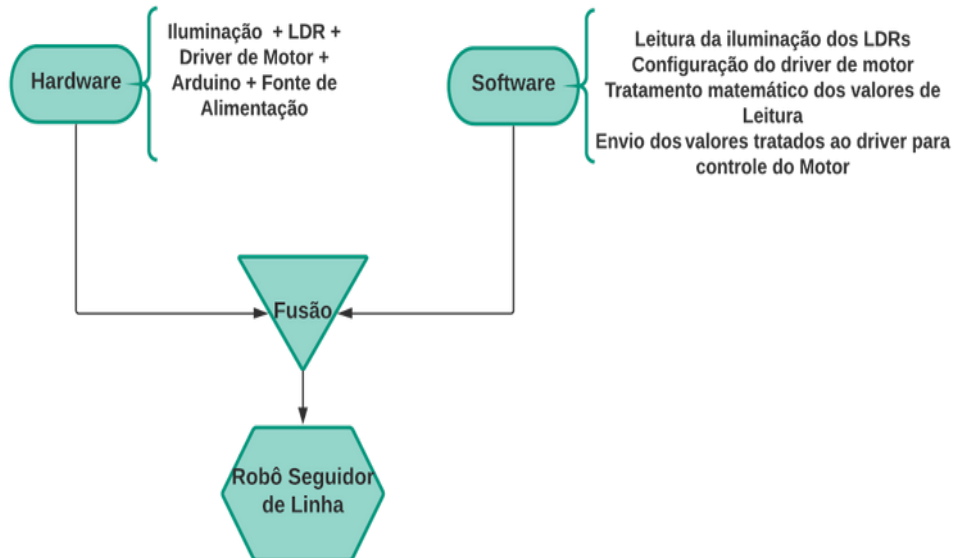 Hardware
Iluminação + LDR +
Driver de Motor +
Arduino + Fonte de
Alimentação
Software
Leitura da iluminação dos LDRs
Configuração do driver de motor
Tratamento matemático dos valores de
Leitura
Envio dos valores tratados ao driver para
controle do Motor
Fusão
Robô Seguidor
de Linha